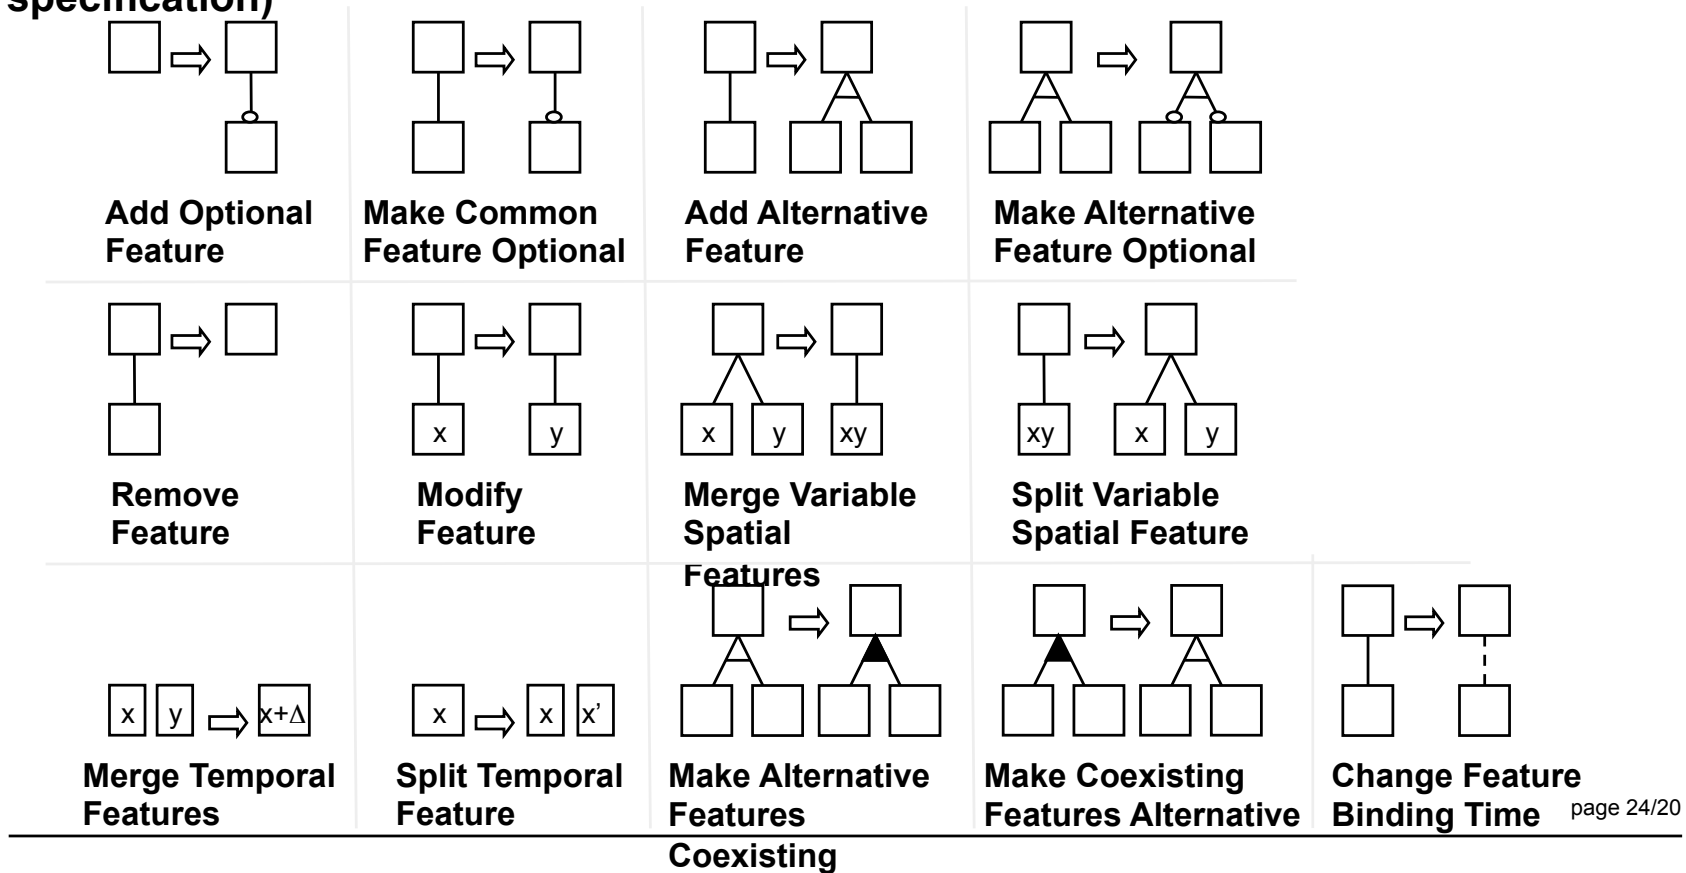 specification)
Add Optional
Feature
Make Common
Feature Optional
Add Alternative
Feature
Make Alternative
Feature Optional
x
y
x
y
xy
xy
x
y
Remove
Feature
Modify
Feature
Merge Variable
Spatial
Features
Split Variable
Spatial Feature
x
y
x+Δ
x
x
x’
Merge Temporal
Features
Split Temporal
Feature
Make Alternative
Features
Coexisting
Make Coexisting
Features Alternative
Change Feature
Binding Time
page 24/20